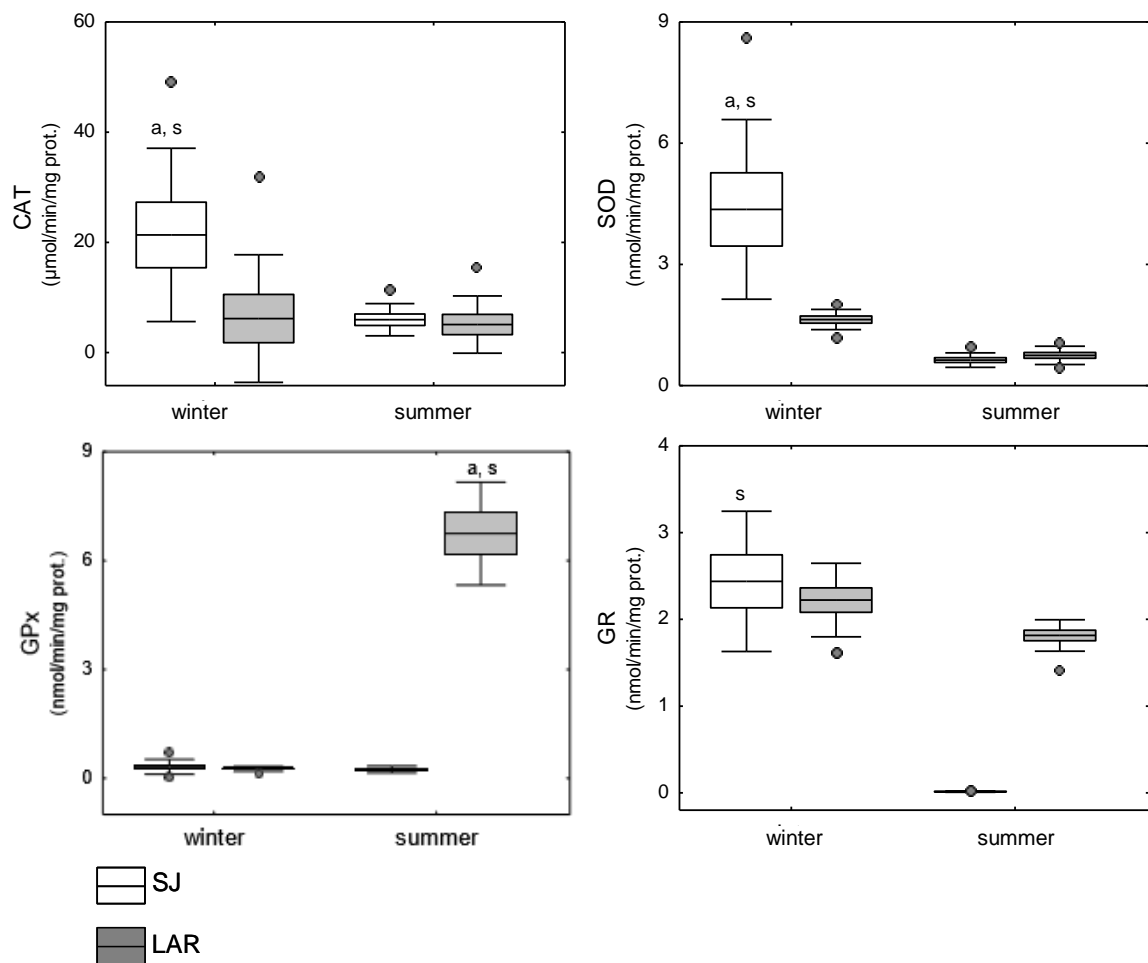 60
40
20
0
CAT
(µmol/min/mg prot.)
a, s
winter
summer
9
6
3
0
SOD
(nmol/min/mg prot.)
a, s
winter
summer
9
6
3
0
GPx
(nmol/min/mg prot.)
a, s
winter
summer
4
3
2
1
0
GR
(nmol/min/mg prot.)
s
winter
summer
SJ
LAR